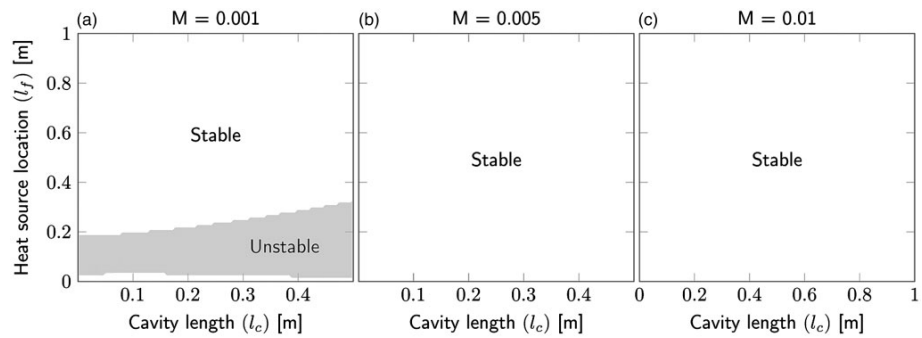 (a) M = 0.001 (b) M = 0.005 (c) M = 0.01
Heat source location (l_f) [m]
1
0.8
0.6
0.4
0.2
0
Stable
Unstable
Stable
Stable
0.1 0.2 0.3 0.4
0.1 0.2 0.3 0.4
0 0.2 0.4 0.6 0.8 1
Cavity length (l_c) [m] Cavity length (l_c) [m] Cavity length (l_c) [m]